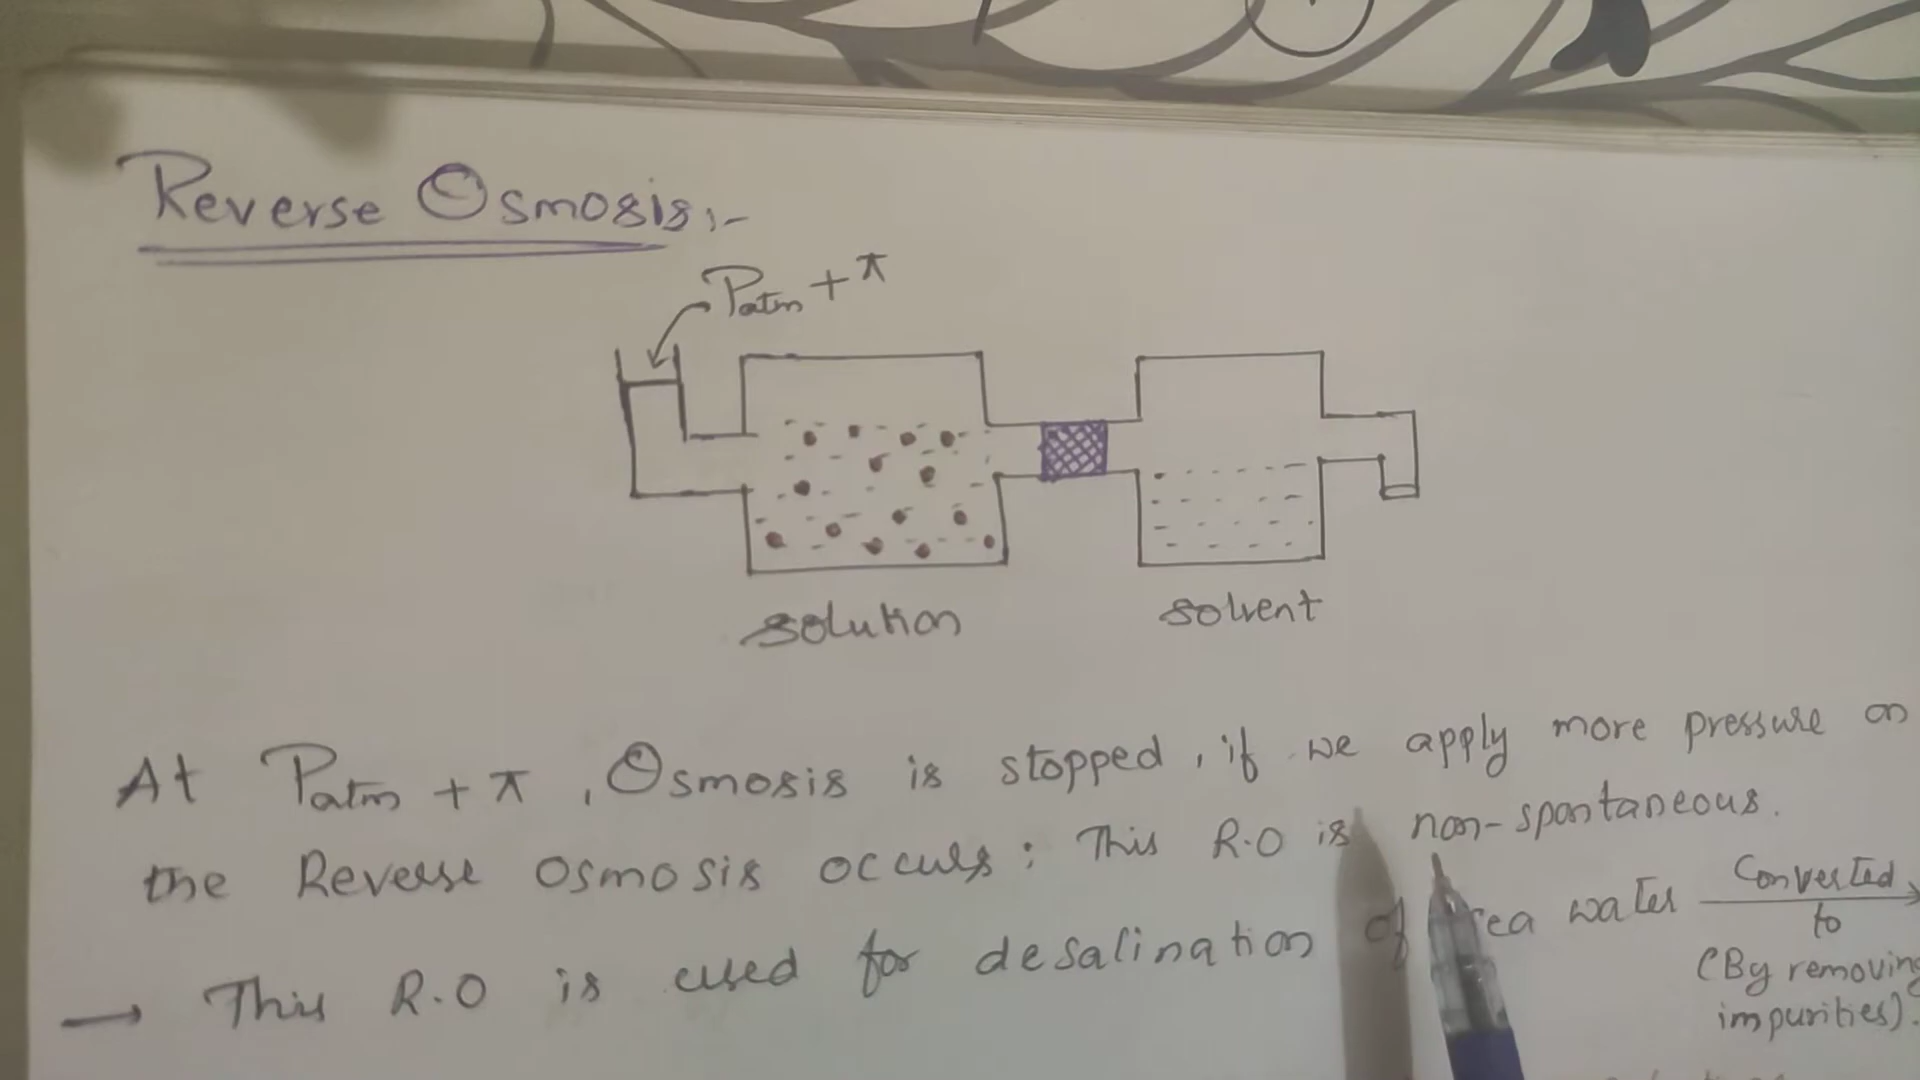 Reverse Osmosis:-
Patm + π
solution
solvent
At Patm + π, Osmosis is stopped, if we apply more pressure on
the Reverse osmosis occurs; This R.O is non-spontaneous.
→ This R.O is used for desalination of sea water Converted to
(By removing
impurities).